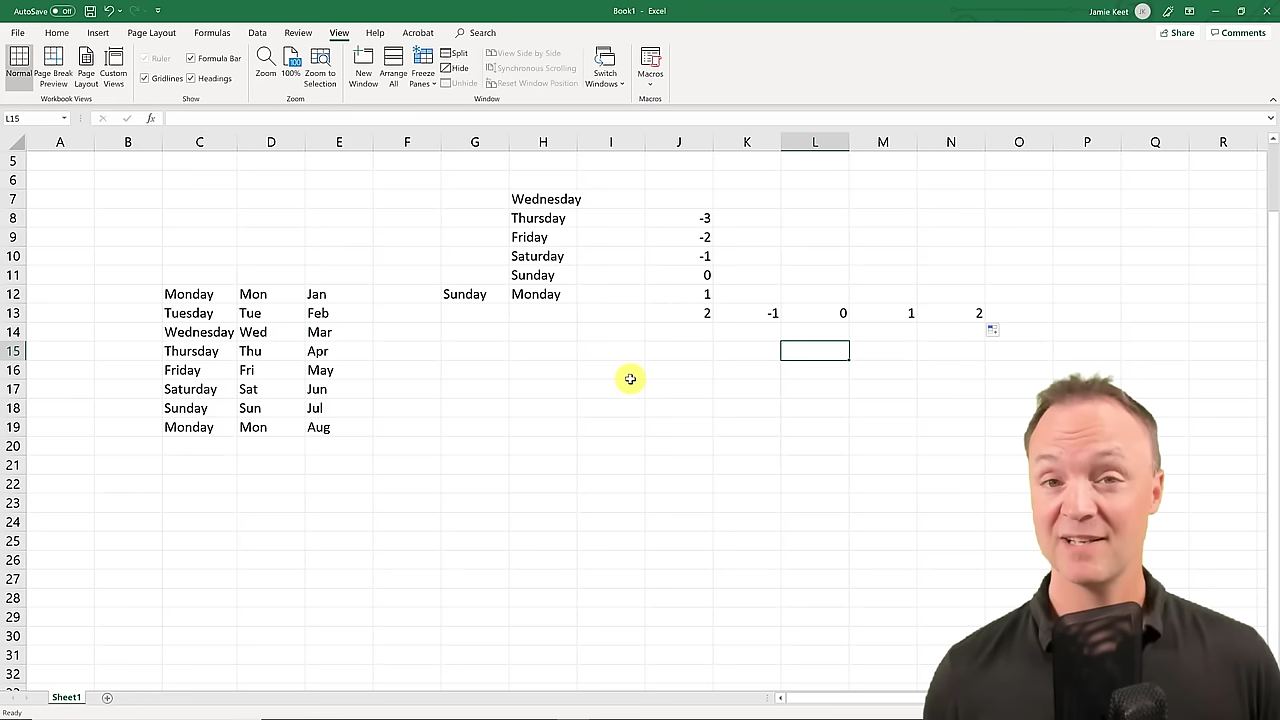 AutoSave Off
Book1 - Excel
Jamie Keet JK
File Home Insert Page Layout Formulas Data Review View Help Acrobat Search Share Comments
Normal Page Break Preview Page Layout Custom Views
Ruler Formula Bar
Gridlines Headings
Zoom 100% Zoom to Selection
New Window Arrange All Freeze Panes
Split
Hide
Unhide
View Side by Side
Synchronous Scrolling
Reset Window Position
Switch Windows
Macros
Workbook Views Show Zoom Window Macros
L15 fx
A B C D E F G H I J K L M N O P Q R
5
6
7 Wednesday
8 Thursday -3
9 Friday -2
10 Saturday -1
11 Sunday 0
12 Monday Mon Jan Sunday Monday 1
13 Tuesday Tue Feb 2 -1 0 1 2
14 Wednesday Wed Mar
15 Thursday Thu Apr
16 Friday Fri May
17 Saturday Sat Jun
18 Sunday Sun Jul
19 Monday Mon Aug
20
21
22
23
24
25
26
27
28
29
30
31
32
Sheet1
Ready